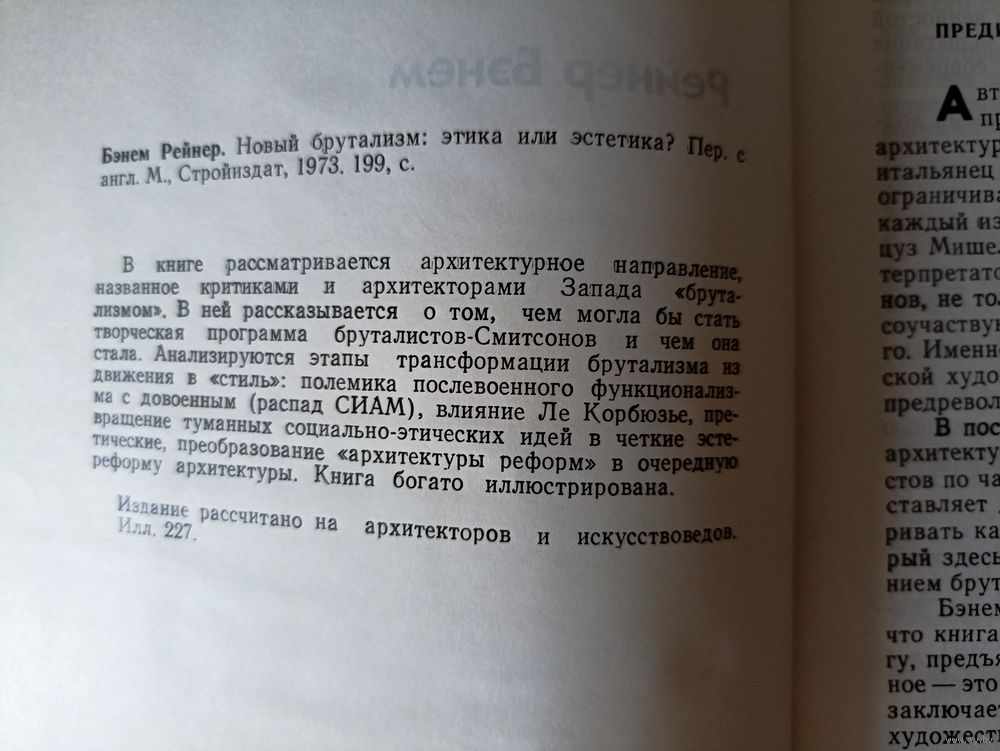 Рейнер Бэнем
Бэнем Рейнер. Новый брутализм: этика или эстетика? Пер. с
англ. М., Стройиздат, 1973. 199, с.
В книге рассматривается архитектурное направление,
названное критиками и архитекторами Запада «брута-
лизмом». В ней рассказывается о том, чем могла бы стать
творческая программа бруталистов-Смитсонов и чем она
стала. Анализируются этапы трансформации брутализма из
движения в «стиль»: полемика послевоенного функционализ-
ма с довоенным (распад СИАМ), влияние Ле Корбюзье, пре-
вращение туманных социально-этических идей в четкие эсте-
тические, преобразование «архитектуры реформ» в очередную
реформу архитектуры. Книга богато иллюстрирована.
Издание рассчитано на архитекторов и искусствоведов.
Илл. 227.
ПРЕДИ
Авт
пр
архитектур
итальянец
ограничива
каждый из
цуз Мишел
терпретато
нов, не то
соучаствую
го. Именно
ской худо
предревол
В пос
архитекту
стов по ча
ставляет
ривать ка
рый здесь
нием брут
Бэнем
что книга
гу, предъя
ное — это
заключает
художеств